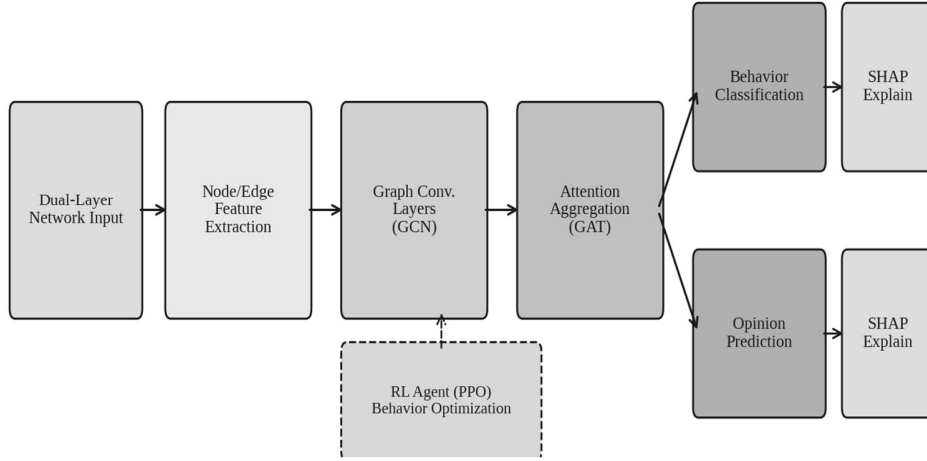 Dual-Layer
Network Input
Node/Edge
Feature
Extraction
Graph Conv.
Layers
(GCN)
Attention
Aggregation
(GAT)
Behavior
Classification
SHAP
Explain
Opinion
Prediction
SHAP
Explain
RL Agent (PPO)
Behavior Optimization